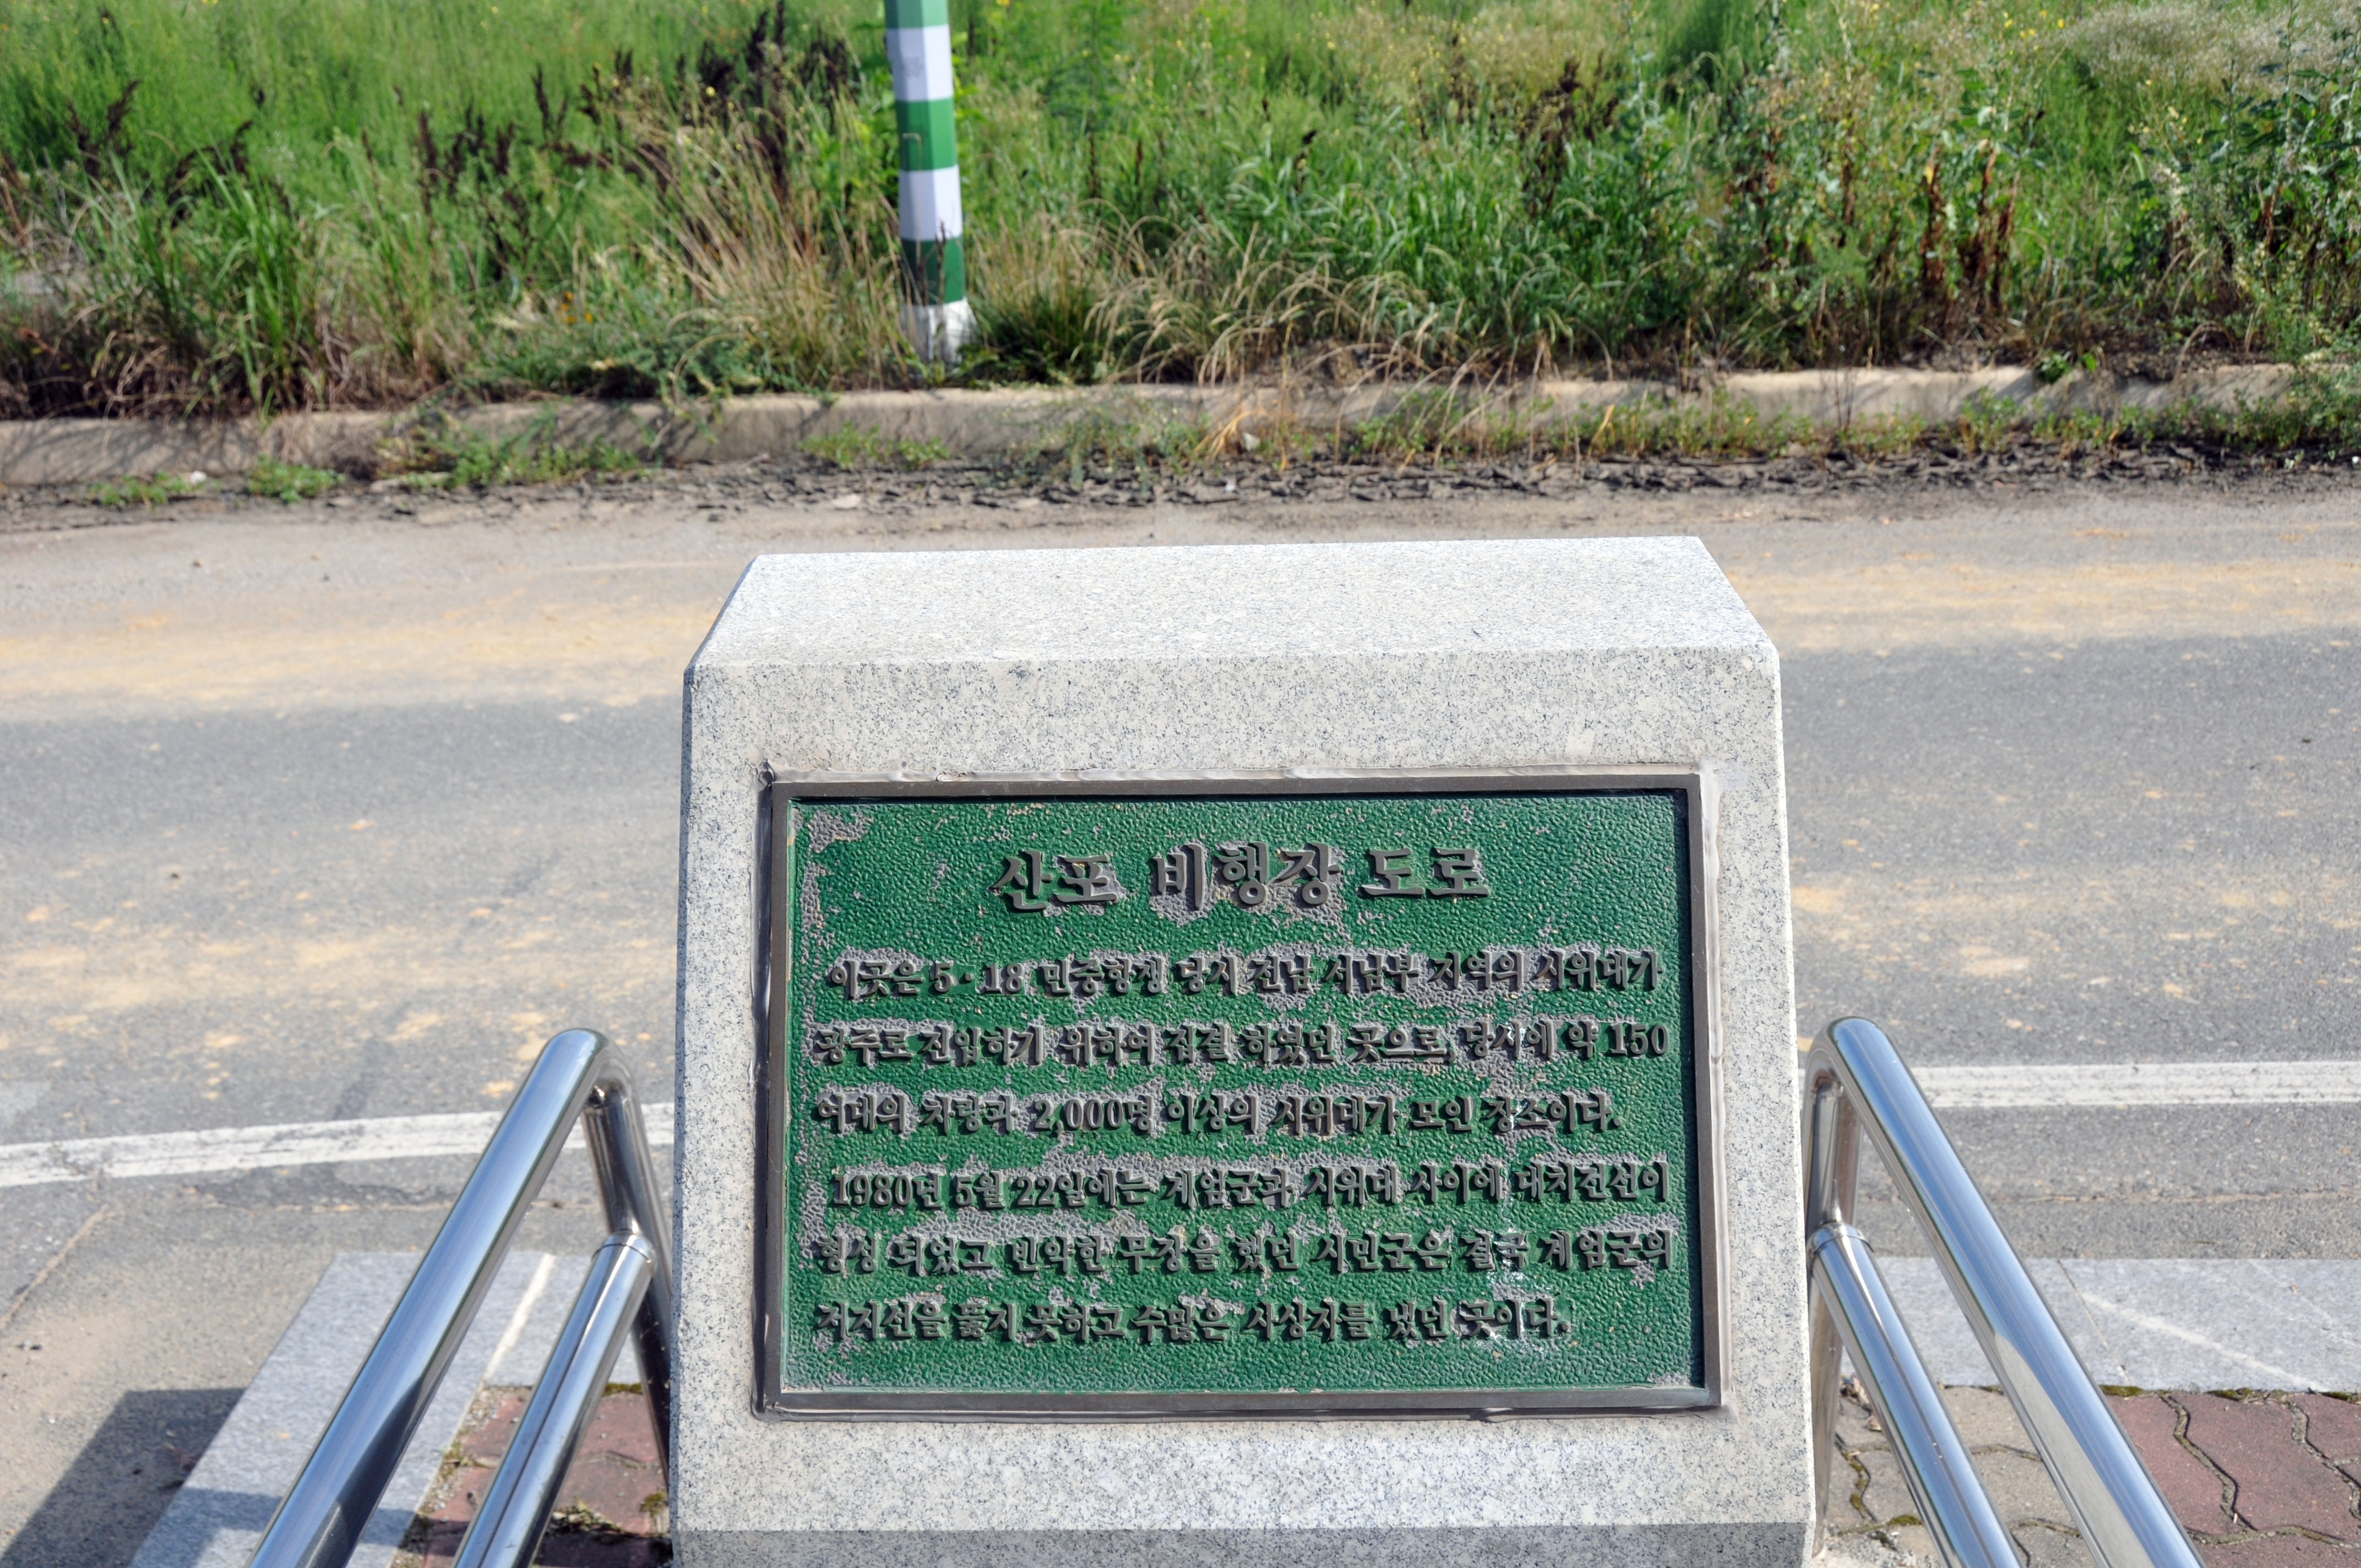 산포 비행장 도로
이곳은 5·18 민중항쟁 당시 전남 서남부 지역의 시위대가
광주로 진입하기 위하여 집결 하였던 곳으로, 당시에 약 150
여대의 차량과 2,000명 이상의 시위대가 모인 장소이다.
1980년 5월 22일에는 계엄군과 시위대 사이에 대치전선이
형성 되었고 빈약한 무장을 했던 시민군은 결국 계엄군의
저지선을 뚫지 못하고 수많은 사상자를 냈던 곳이다.